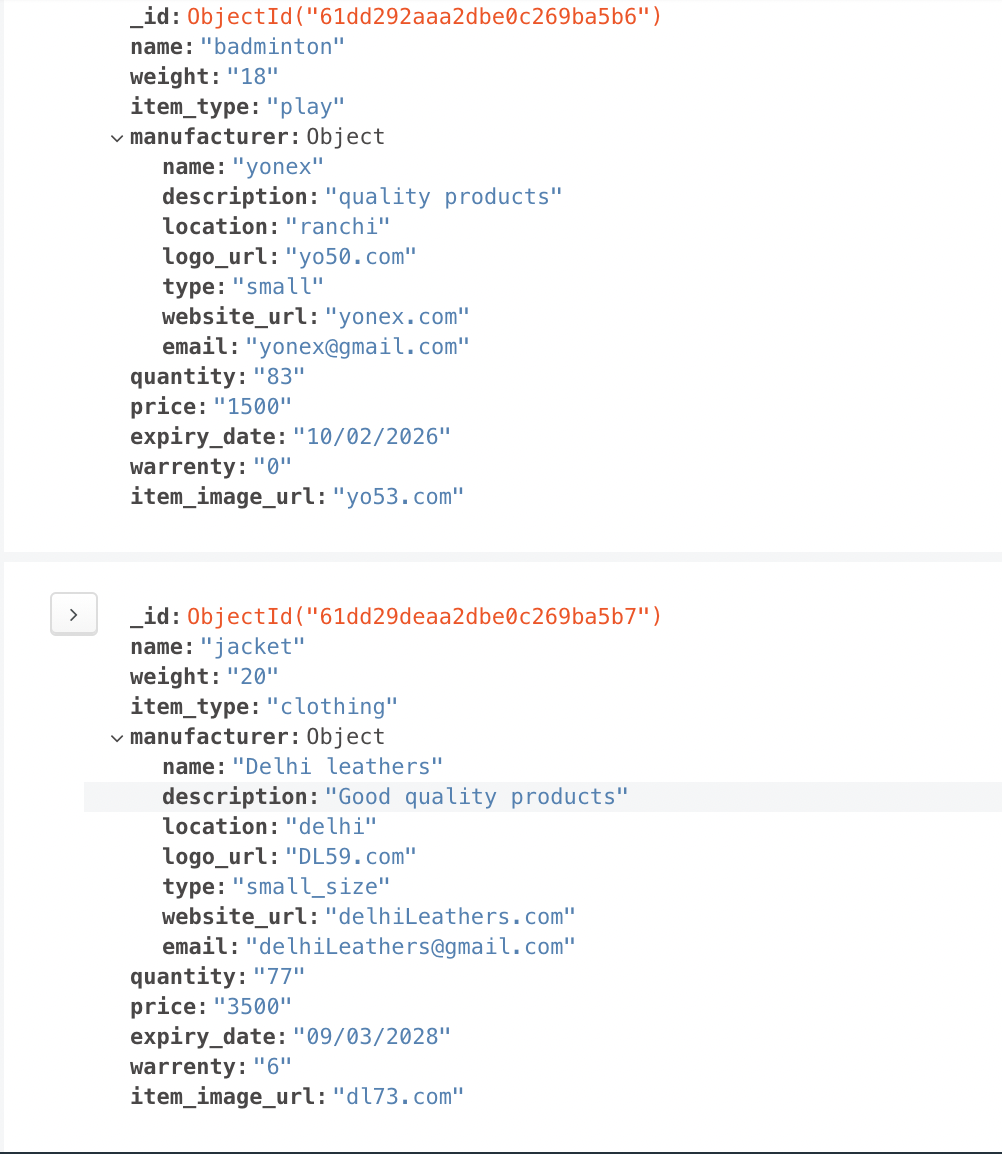 _id: ObjectId("61dd292aaa2dbe0c269ba5b6")
name: "badminton"
weight: "18"
item_type: "play"
manufacturer: Object
name: "yonex"
description: "quality products"
location: "ranchi"
logo_url: "yo50.com"
type: "small"
website_url: "yonex.com"
email: "yonex@gmail.com"
quantity: "83"
price: "1500"
expiry_date: "10/02/2026"
warrenty: "0"
item_image_url: "yo53.com"
_id: ObjectId("61dd29deaa2dbe0c269ba5b7")
name: "jacket"
weight: "20"
item_type: "clothing"
manufacturer: Object
name: "Delhi leathers"
description: "Good quality products"
location: "delhi"
logo_url: "DL59.com"
type: "small_size"
website_url: "delhiLeathers.com"
email: "delhiLeathers@gmail.com"
quantity: "77"
price: "3500"
expiry_date: "09/03/2028"
warrenty: "6"
item_image_url: "dl73.com"